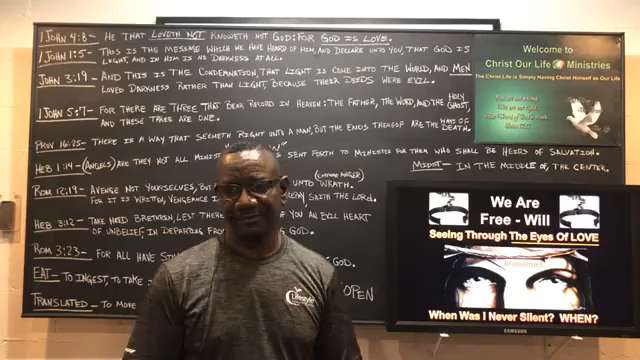 1 JOHN 4:8- HE THAT LOVETH NOT KNOWETH NOT GOD: FOR GOD IS LOVE.
1 JOHN 1:5- THIS IS THE MESSAGE WHICH WE HAVE HEARD OF HIM, AND DECLARE UNTO YOU, THAT GOD IS
LIGHT, AND IN HIM IS NO DARKNESS AT ALL.
JOHN 3:19- AND THIS IS THE CONDEMNATION, THAT LIGHT IS COME INTO THE WORLD, AND MEN
LOVED DARKNESS RATHER THAN LIGHT, BECAUSE THEIR DEEDS WERE EVIL.
1 JOHN 5:7- FOR THERE ARE THREE THAT BEAR RECORD IN HEAVEN: THE FATHER, THE WORD, AND THE HOLY GHOST,
AND THESE THREE ARE ONE.
PROV 16:25- THERE IS A WAY THAT SEEMETH RIGHT UNTO A MAN, BUT THE ENDS THEREOF ARE THE WAYS OF DEATH.
HEB 1:14- (ANGELS) ARE THEY NOT ALL SENT FORTH TO MINISTER FOR THEM WHO SHALL BE HEIRS OF SALVATION.
MIDST- IN THE MIDDLE OF, THE CENTER.
ROM 12:19- AVENGE NOT YOURSELVES, UNTO WRATH:
FOR IT IS WRITTEN, VENGEANCE SAITH THE LORD.
HEB 3:12- TAKE HEED BRETHREN, LEST THERE YOU AN EVIL HEART
OF UNBELIEF, IN DEPARTING GOD.
ROM 3:23- FOR ALL HAVE GOD.
EAT- TO INGEST, TO TAKE OPEN
TRANSLATED- TO MOVE
Welcome to
Christ Our Life Ministries
The Christ Life is Simply Having Christ Himself as Our Life
We Are
Free - Will
Seeing Through The Eyes Of LOVE
Immanuel
When Was I Never Silent? WHEN?
SAMSUNG
Lifestyle